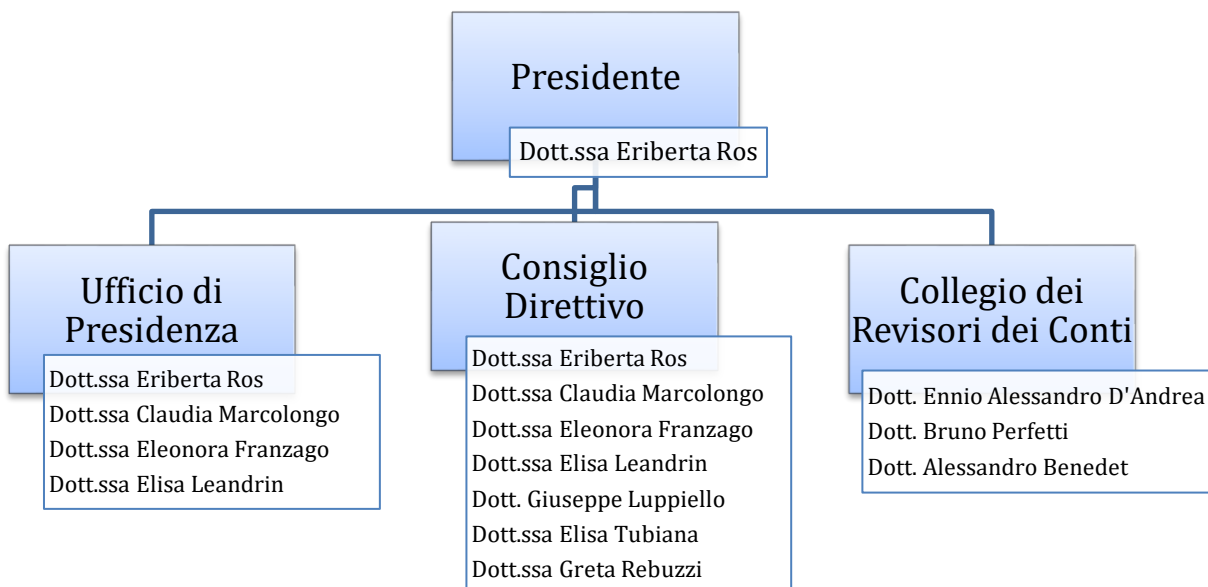 Presidente
Dott.ssa Eriberta Ros
Ufficio di
Presidenza
Dott.ssa Eriberta Ros
Dott.ssa Claudia Marcolongo
Dott.ssa Eleonora Franzago
Dott.ssa Elisa Leandrin
Consiglio
Direttivo
Dott.ssa Eriberta Ros
Dott.ssa Claudia Marcolongo
Dott.ssa Eleonora Franzago
Dott.ssa Elisa Leandrin
Dott. Giuseppe Luppiello
Dott.ssa Elisa Tubiana
Dott.ssa Greta Rebuzzi
Collegio dei
Revisori dei Conti
Dott. Ennio Alessandro D'Andrea
Dott. Bruno Perfetti
Dott. Alessandro Benedet